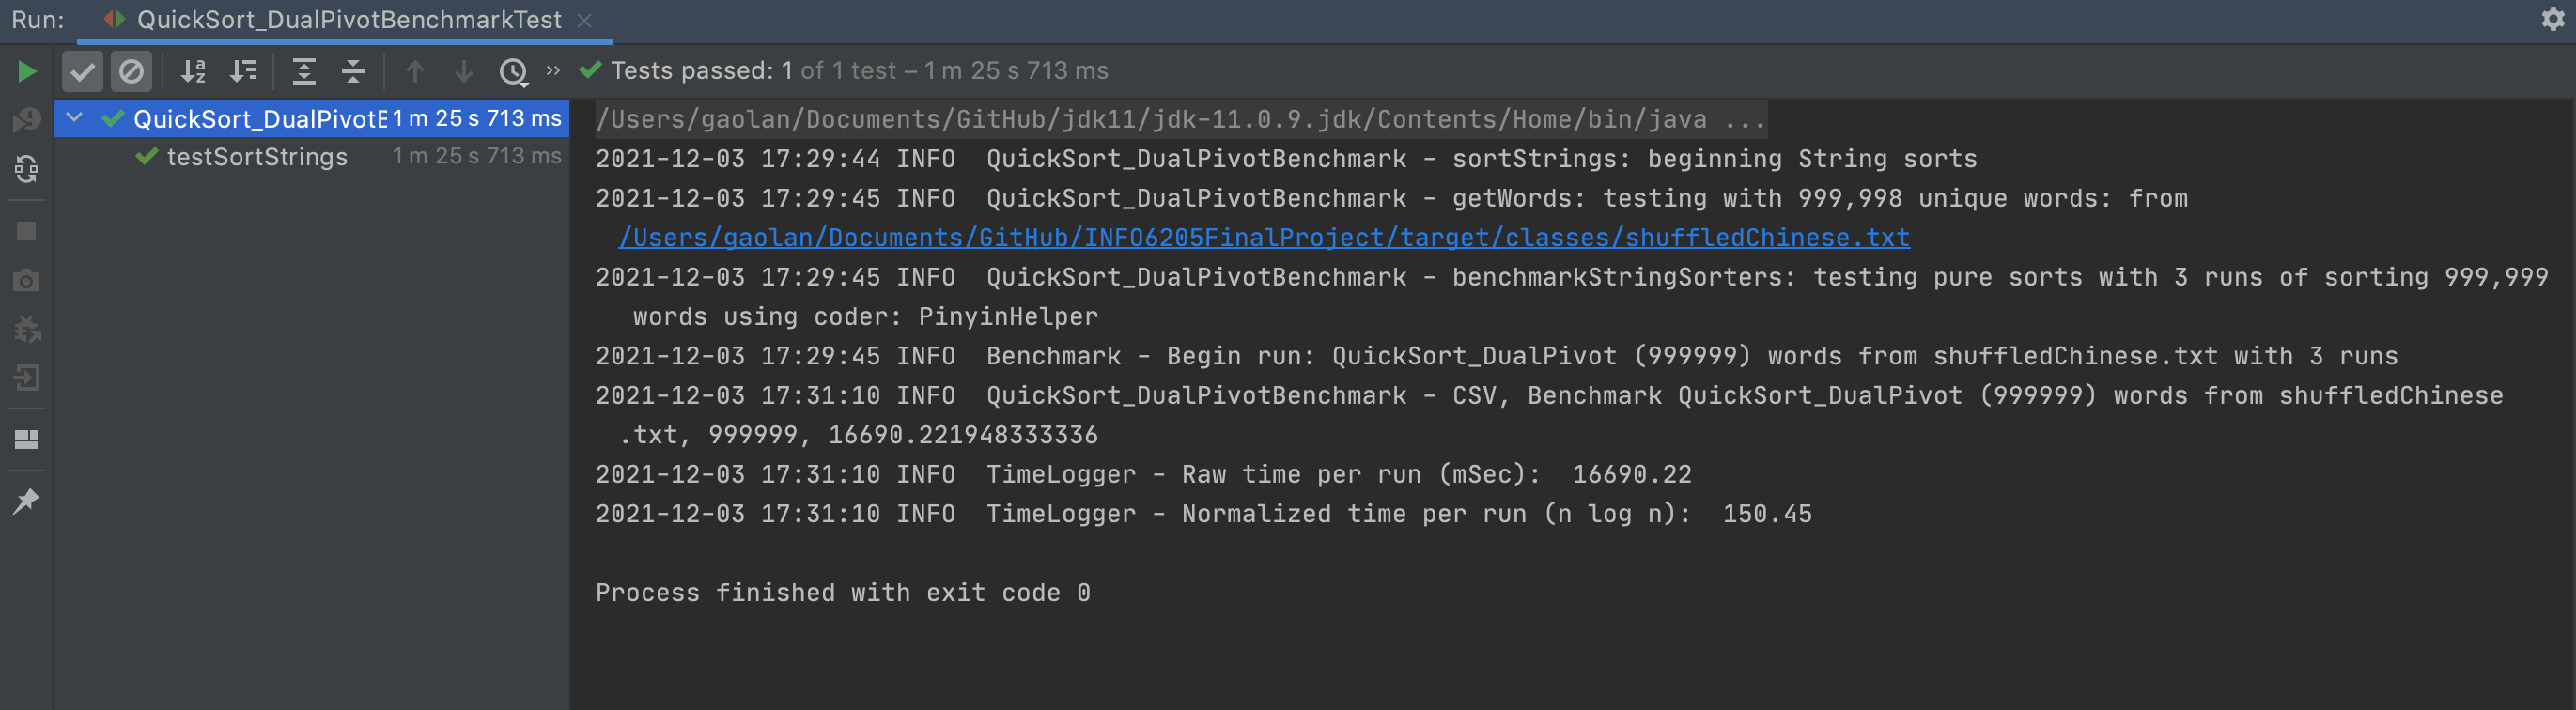 Run: QuickSort_DualPivotBenchmarkTest
Tests passed: 1 of 1 test – 1 m 25 s 713 ms
QuickSort_DualPivotB 1 m 25 s 713 ms
testSortStrings 1 m 25 s 713 ms
/Users/gaolan/Documents/GitHub/jdk11/jdk-11.0.9.jdk/Contents/Home/bin/java ...
2021-12-03 17:29:44 INFO  QuickSort_DualPivotBenchmark - sortStrings: beginning String sorts
2021-12-03 17:29:45 INFO  QuickSort_DualPivotBenchmark - getWords: testing with 999,998 unique words: from
/Users/gaolan/Documents/GitHub/INFO6205FinalProject/target/classes/shuffledChinese.txt
2021-12-03 17:29:45 INFO  QuickSort_DualPivotBenchmark - benchmarkStringSorters: testing pure sorts with 3 runs of sorting 999,999
words using coder: PinyinHelper
2021-12-03 17:29:45 INFO  Benchmark - Begin run: QuickSort_DualPivot (999999) words from shuffledChinese.txt with 3 runs
2021-12-03 17:31:10 INFO  QuickSort_DualPivotBenchmark - CSV, Benchmark QuickSort_DualPivot (999999) words from shuffledChinese
.txt, 999999, 16690.221948333336
2021-12-03 17:31:10 INFO  TimeLogger - Raw time per run (mSec):  16690.22
2021-12-03 17:31:10 INFO  TimeLogger - Normalized time per run (n log n):  150.45
Process finished with exit code 0